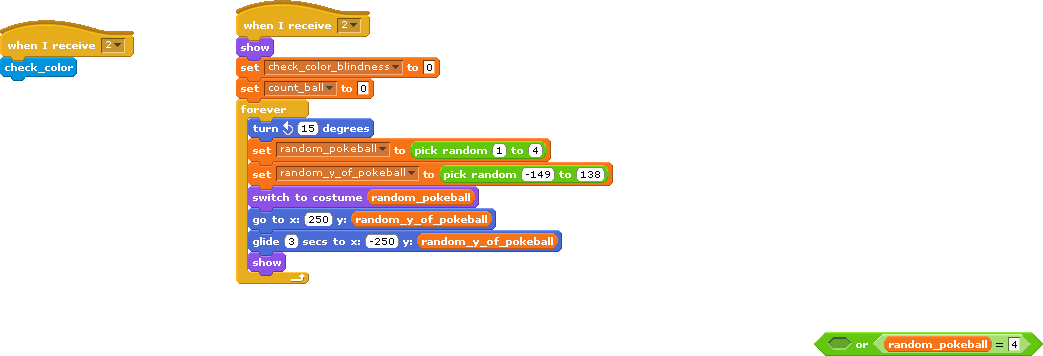 when I receive 2
check_color
when I receive 2
show
set check_color_blindness to 0
set count_ball to 0
forever
turn 15 degrees
set random_pokeball to pick random 1 to 4
set random_y_of_pokeball to pick random -149 to 138
switch to costume random_pokeball
go to x: 250 y: random_y_of_pokeball
glide 3 secs to x: -250 y: random_y_of_pokeball
show
or random_pokeball = 4